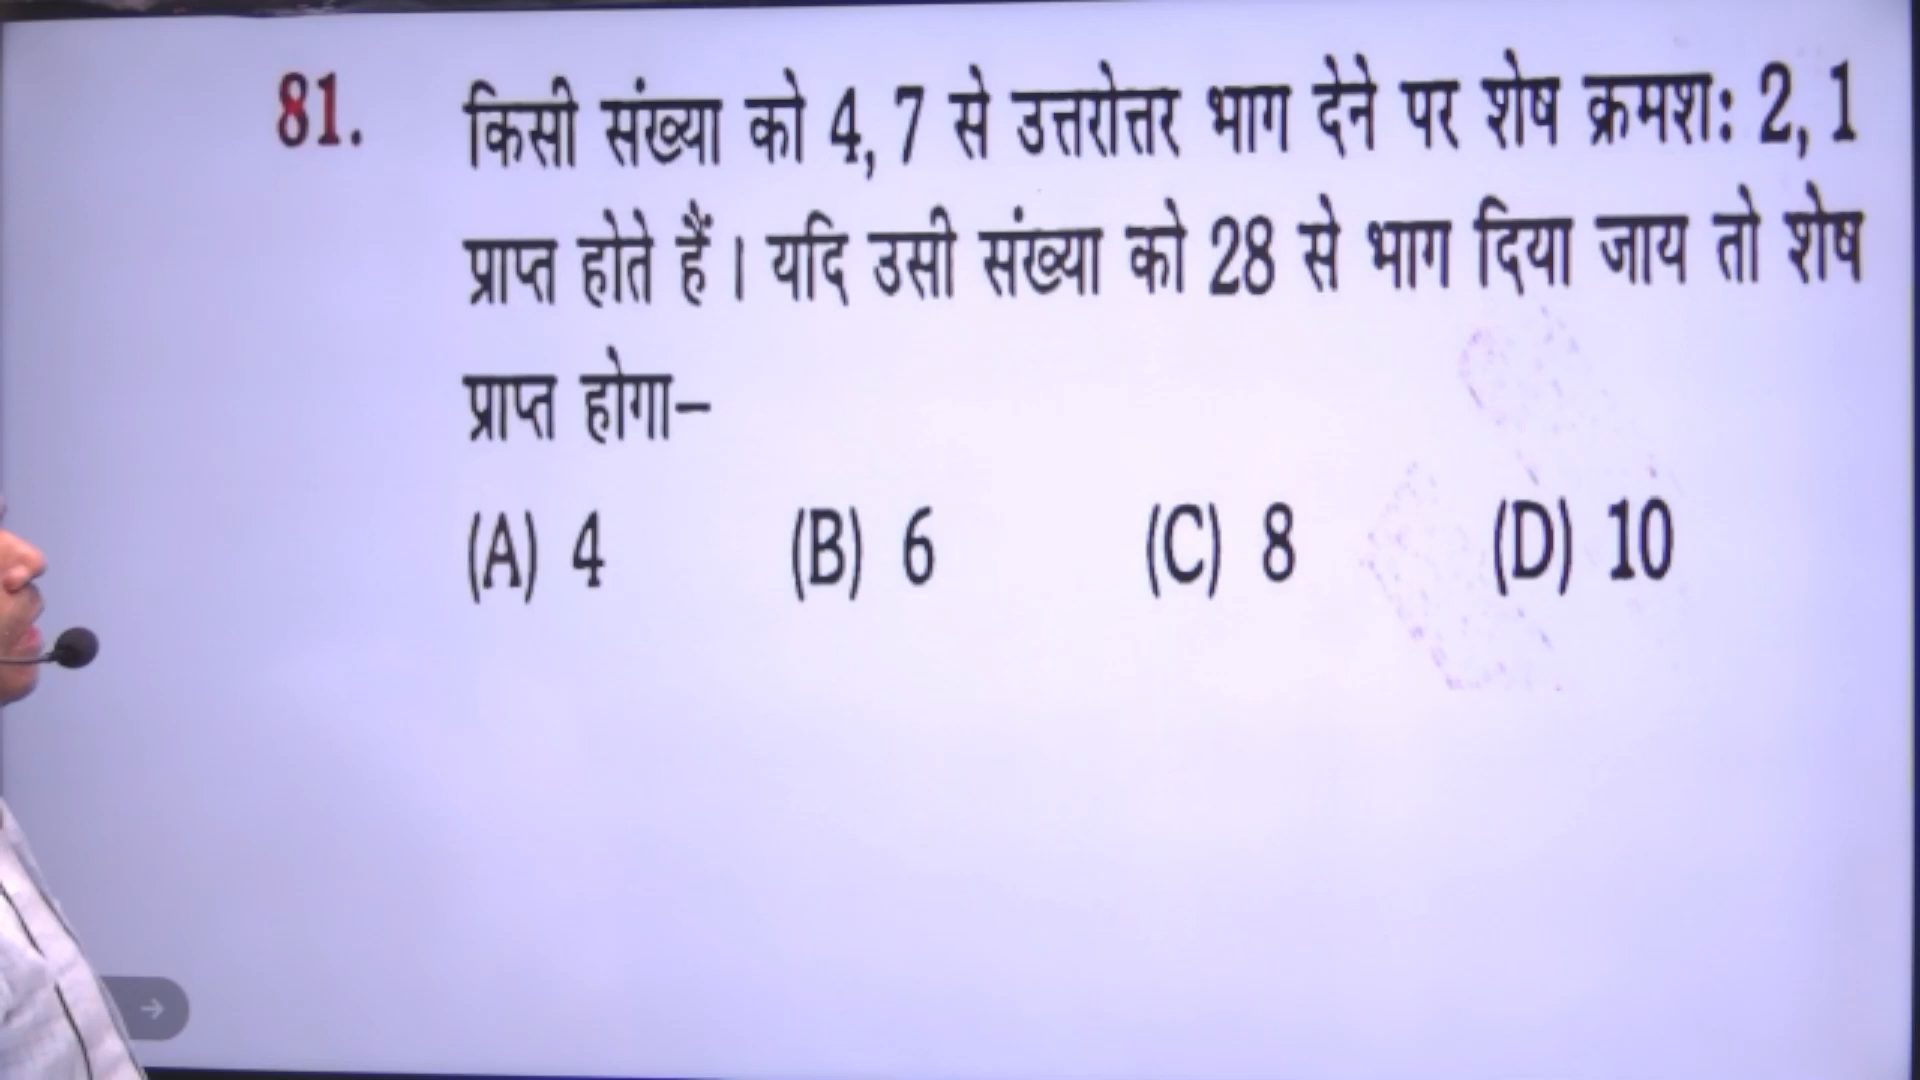 81. किसी संख्या को 4, 7 से उत्तरोत्तर भाग देने पर शेष क्रमश: 2, 1
प्राप्त होते हैं । यदि उसी संख्या को 28 से भाग दिया जाय तो शेष
प्राप्त होगा–
(A) 4 (B) 6 (C) 8 (D) 10